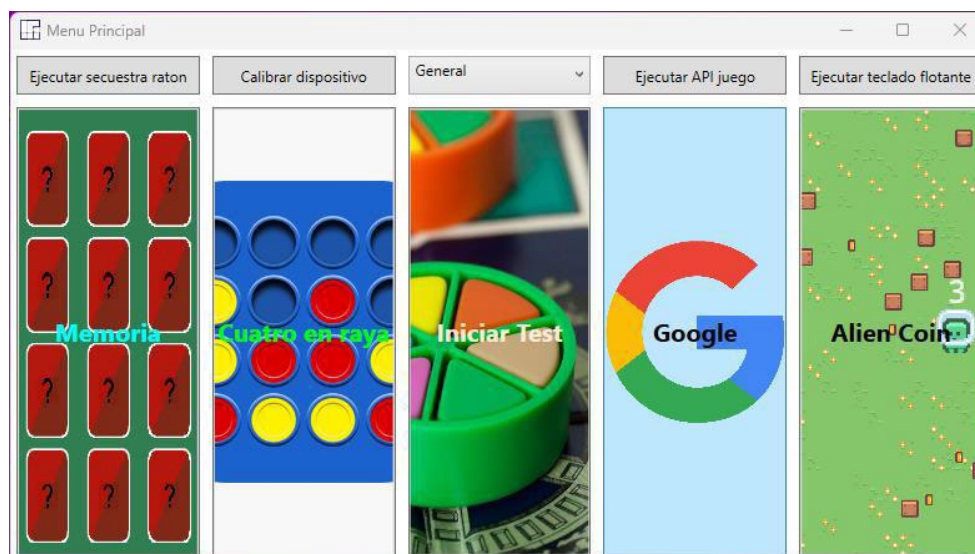 Menu Principal
Ejecutar secuestra raton
Calibrar dispositivo
General
Ejecutar API juego
Ejecutar teclado flotante
? ? ?
? ? ?
Memoria
? ? ?
? ? ?
Cuatro en raya
Iniciar Test
Google
3
Alien Coin